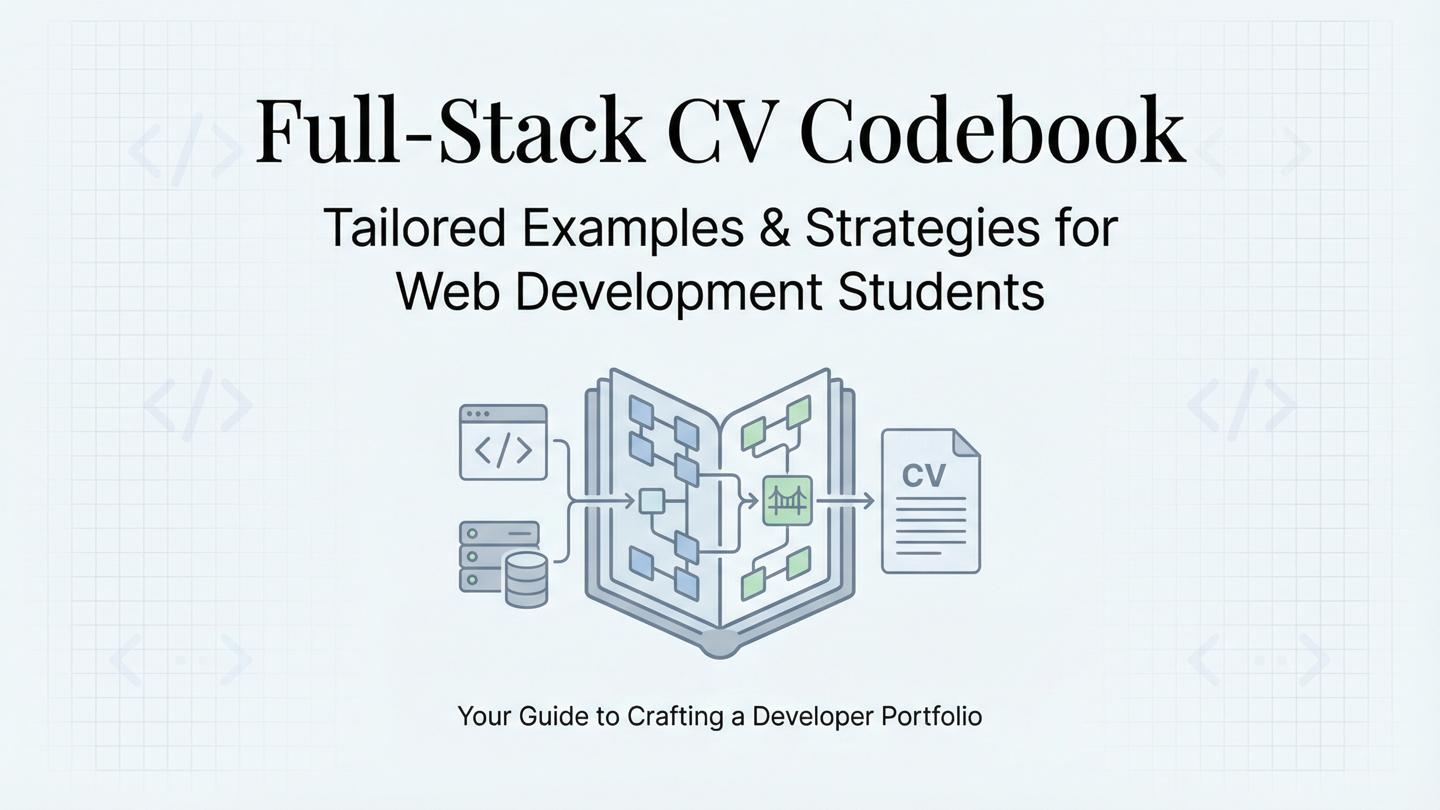 Full-Stack CV Codebook
Tailored Examples & Strategies for
Web Development Students
</>
CV
Your Guide to Crafting a Developer Portfolio